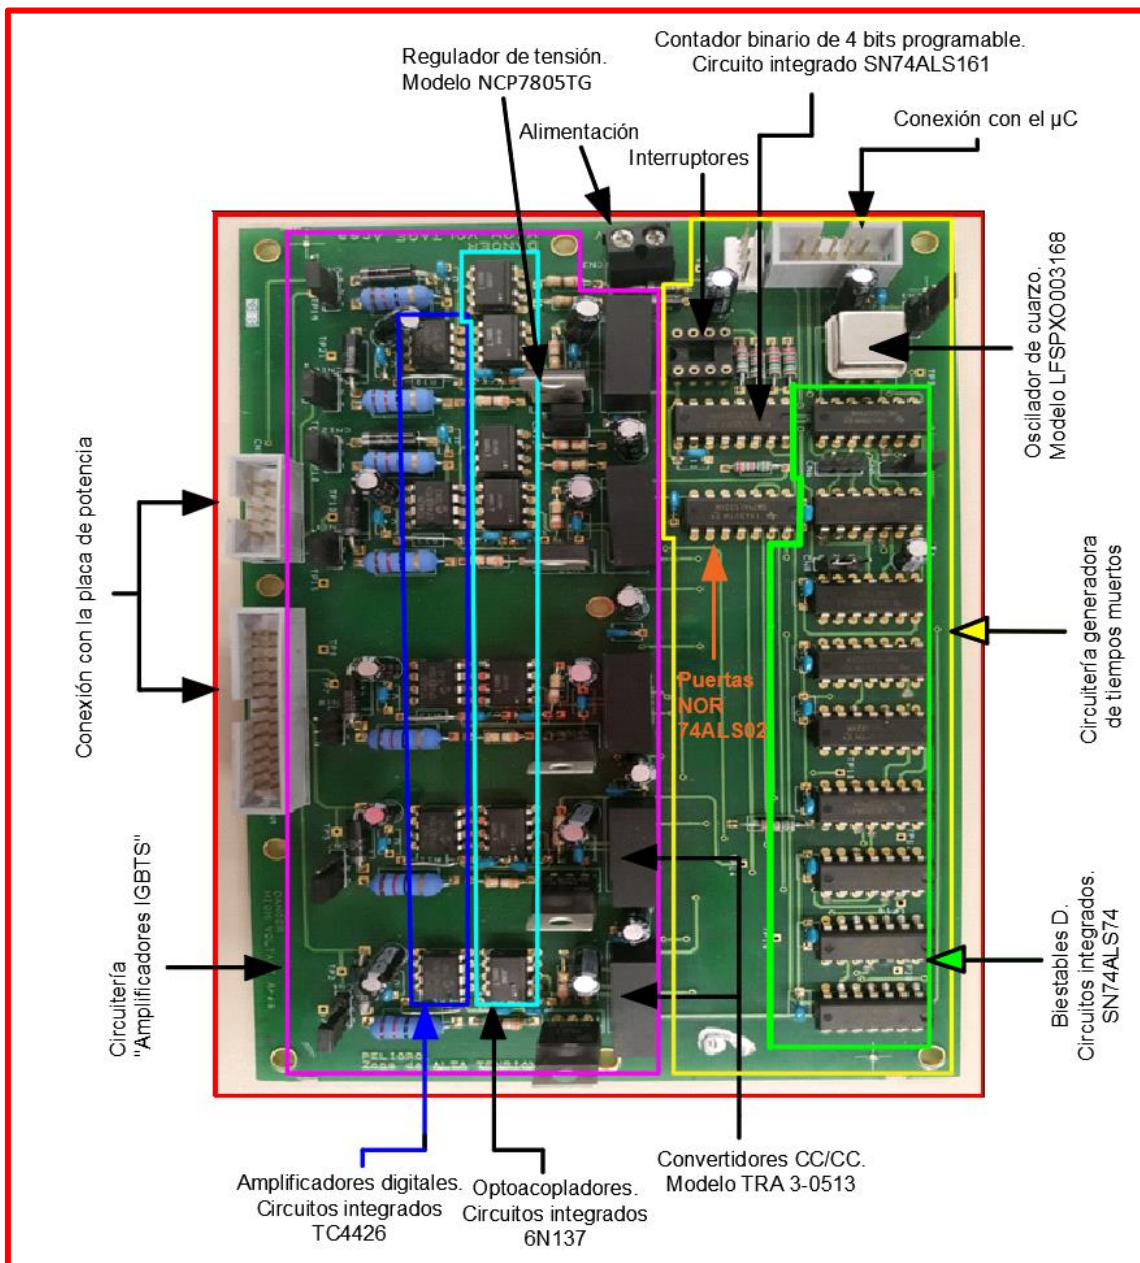 Regulador de tensión.
Modelo NCP7805TG
Contador binario de 4 bits programable.
Circuito integrado SN74ALS161
Alimentación
Interruptores
Conexión con el µC
Oscilador de cuarzo.
Modelo LFSPXO003168
Conexión con la placa de potencia
Circuitería generadora
de tiempos muertos
Puertas
NOR
74ALS02
Circuitería
"Amplificadores IGBTS"
Biestables D.
Circuitos integrados.
SN74ALS74
Amplificadores digitales.
Circuitos integrados
TC4426
Optoacopladores.
Circuitos integrados
6N137
Convertidores CC/CC.
Modelo TRA 3-0513